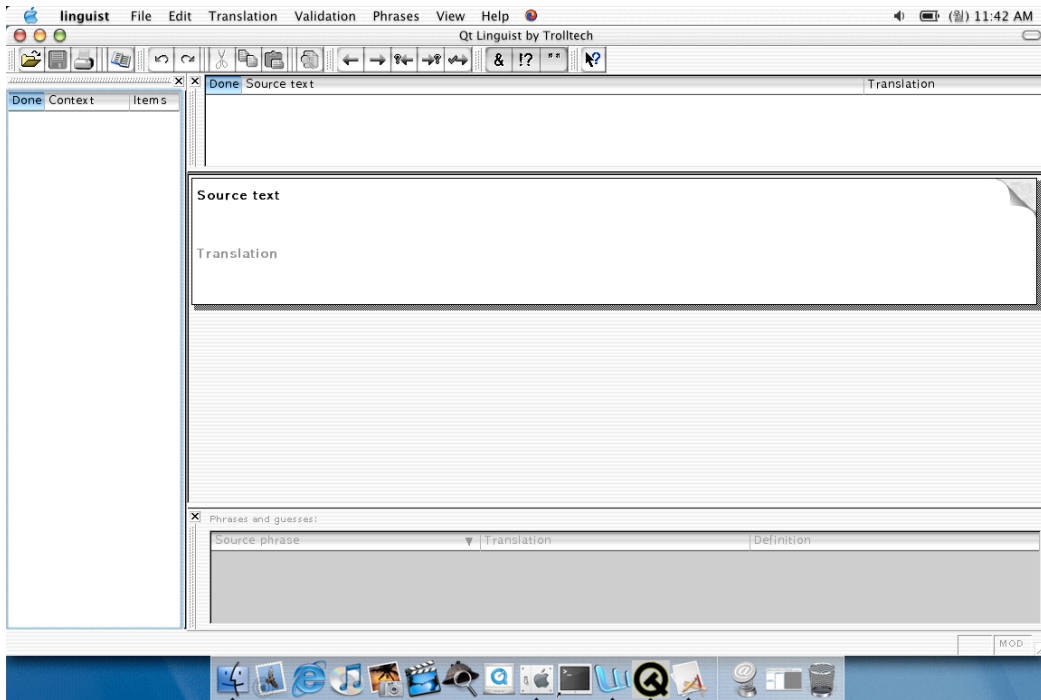 linguist File Edit Translation Validation Phrases View Help (월) 11:42 AM
Qt Linguist by Trolltech
& !? ""
Done Source text Translation
Done Context Items
Source text
Translation
Phrases and guesses:
Source phrase Translation Definition
MOD